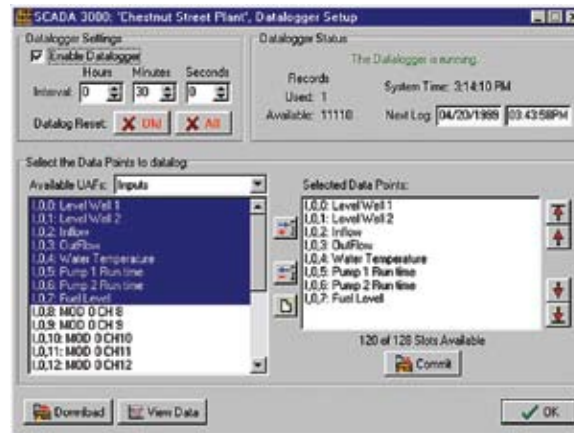 SCADA 3000: 'Chestnut Street Plant', Datalogger Setup
Datalogger Settings
Enable Datalogger
Hours Minutes Seconds
Interval: 0 30 0
Datalog Reset: Old All
Datalogger Status
The Datalogger is running.
Records
Used: 1
Available: 11110
System Time: 3:14:10 PM
Next Log: 04/20/1999 03:43:58PM
Select the Data Points to datalog:
Available UAFs: Inputs
I,0,0: Level Well 1
I,0,1: Level Well 2
I,0,2: Inflow
I,0,3: OutFlow
I,0,4: Water Temperature
I,0,5: Pump 1 Run time
I,0,6: Pump 2 Run time
I,0,7: Fuel Level
I,0,8: MOD 0 CH 8
I,0,9: MOD 0 CH 9
I,0,10: MOD 0 CH10
I,0,11: MOD 0 CH11
I,0,12: MOD 0 CH12
Selected Data Points:
I,0,0: Level Well 1
I,0,1: Level Well 2
I,0,2: Inflow
I,0,3: OutFlow
I,0,4: Water Temperature
I,0,5: Pump 1 Run time
I,0,6: Pump 2 Run time
I,0,7: Fuel Level
120 of 128 Slots Available
Commit
Download View Data OK